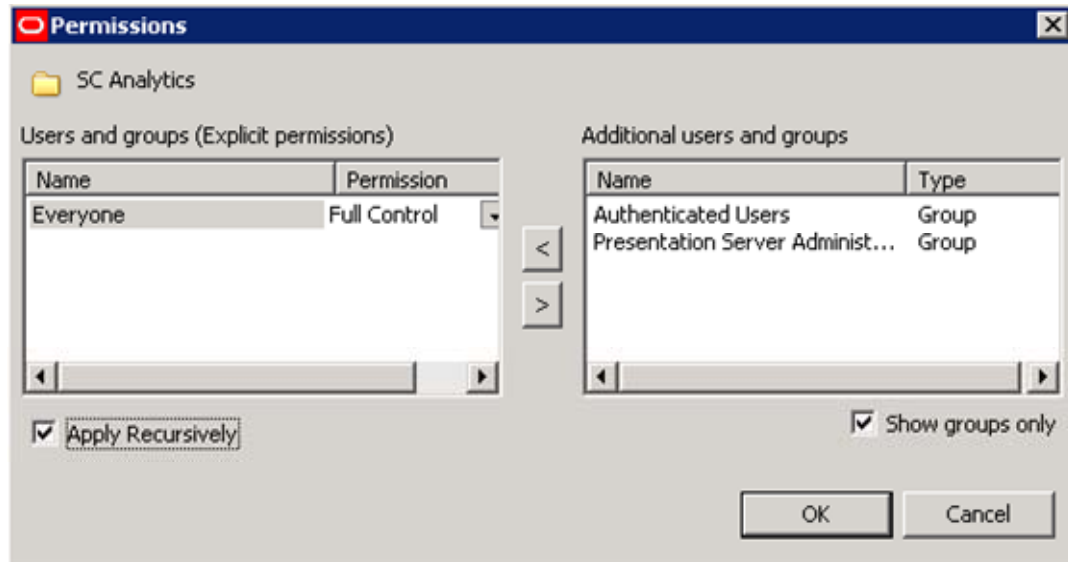 Permissions
SC Analytics
Users and groups (Explicit permissions)
Name Permission
Everyone Full Control
Additional users and groups
Name Type
Authenticated Users Group
Presentation Server Administ... Group
<
>
Apply Recursively
Show groups only
OK Cancel